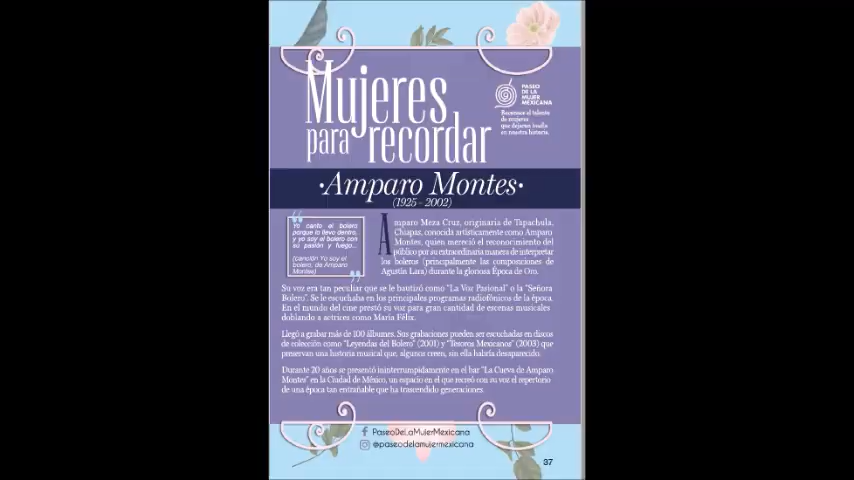 Mujeres
para recordar
PASEO
DE LA
MUJER
MEXICANA
Hacemos el talento
de mujeres
que dejaron huella
en nuestra historia.
·Amparo Montes·
(1925 - 2002)
“
Yo canto al bolero
porque lo llevo dentro,
y yo soy el bolero con
su pasión y fuego...
(canción Yo soy el
bolero, de Amparo
Montes)
”
Amparo Meza Cruz, originaria de Tapachula,
Chiapas, conocida artísticamente como Amparo
Montes, quien mereció el reconocimiento del
público por su extraordinaria manera de interpretar
los boleros (principalmente las composiciones de
Agustín Lara) durante la gloriosa Época de Oro.
Su voz era tan peculiar que se le bautizó como "La Voz Pasional" o la "Señora
Bolero". Se le escuchaba en los principales programas radiofónicos de la época.
En el mundo del cine prestó su voz para gran cantidad de escenas musicales
doblando a actrices como María Félix.
Llegó a grabar más de 100 álbumes. Sus grabaciones pueden ser escuchadas en discos
de colección como "Leyendas del Bolero" (2001) y "Tesoros Mexicanos" (2003) que
preservan una historia musical que, algunos creen, sin ella habría desaparecido.
Durante 20 años se presentó ininterrumpidamente en el bar "La Cueva de Amparo
Montes" en la Ciudad de México, un espacio en el que recreó con su voz el repertorio
de una época tan entrañable que ha trascendido generaciones
PaseoDeLaMujerMexicana
@paseodelamujermexicana
37